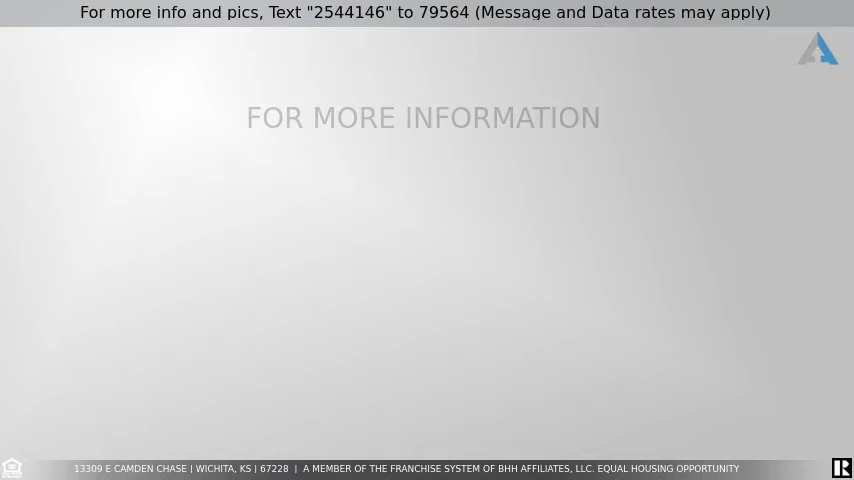 For more info and pics, Text "2544146" to 79564 (Message and Data rates may apply)
FOR MORE INFORMATION
13309 E CAMDEN CHASE | WICHITA, KS | 67228 | A MEMBER OF THE FRANCHISE SYSTEM OF BHH AFFILIATES, LLC. EQUAL HOUSING OPPORTUNITY